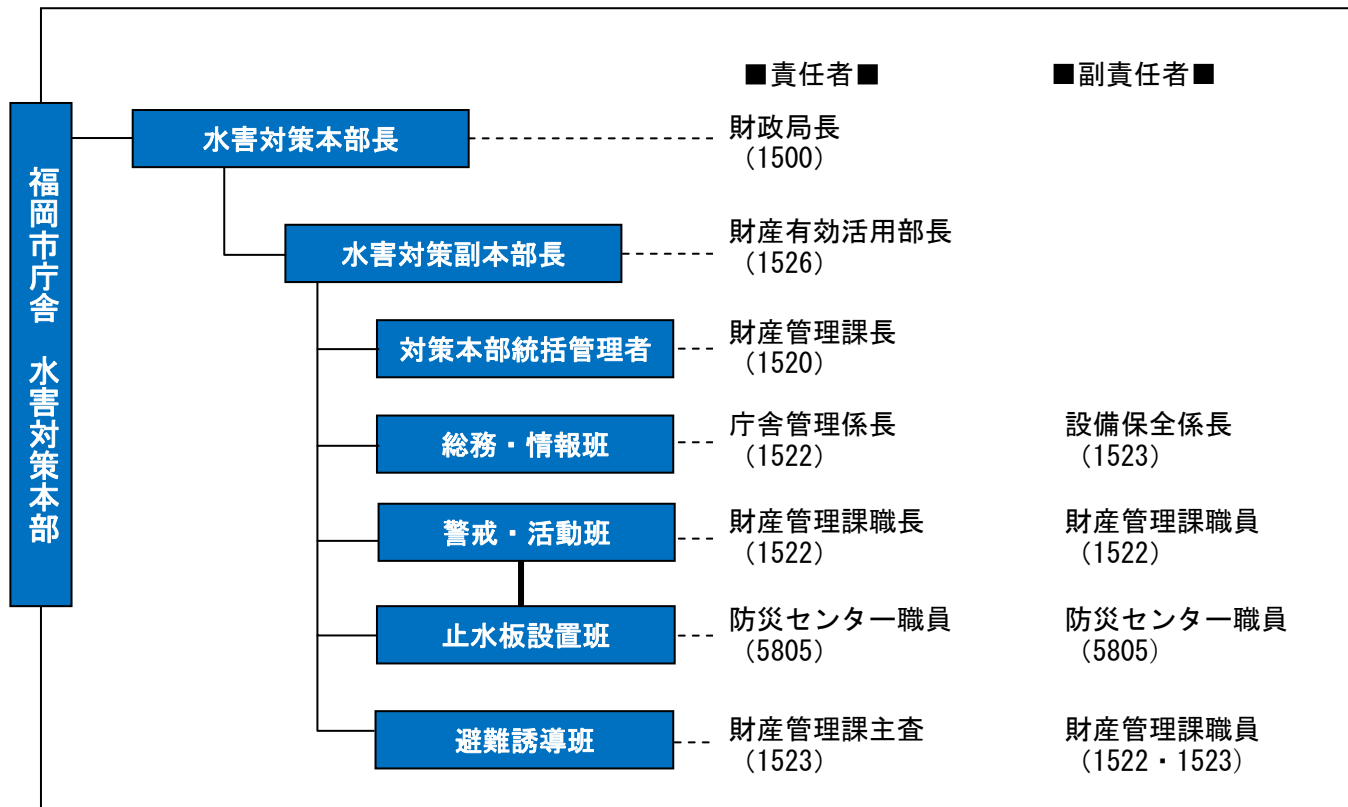 ■責任者■ ■副責任者■
福岡市庁舎 水害対策本部
水害対策本部長 財政局長
(1500)
水害対策副本部長 財産有効活用部長
(1526)
対策本部統括管理者 財産管理課長
(1520)
総務・情報班 庁舎管理係長 設備保全係長
(1522) (1523)
警戒・活動班 財産管理課職長 財産管理課職員
(1522) (1522)
止水板設置班 防災センター職員 防災センター職員
(5805) (5805)
避難誘導班 財産管理課主査 財産管理課職員
(1523) (1522・1523)